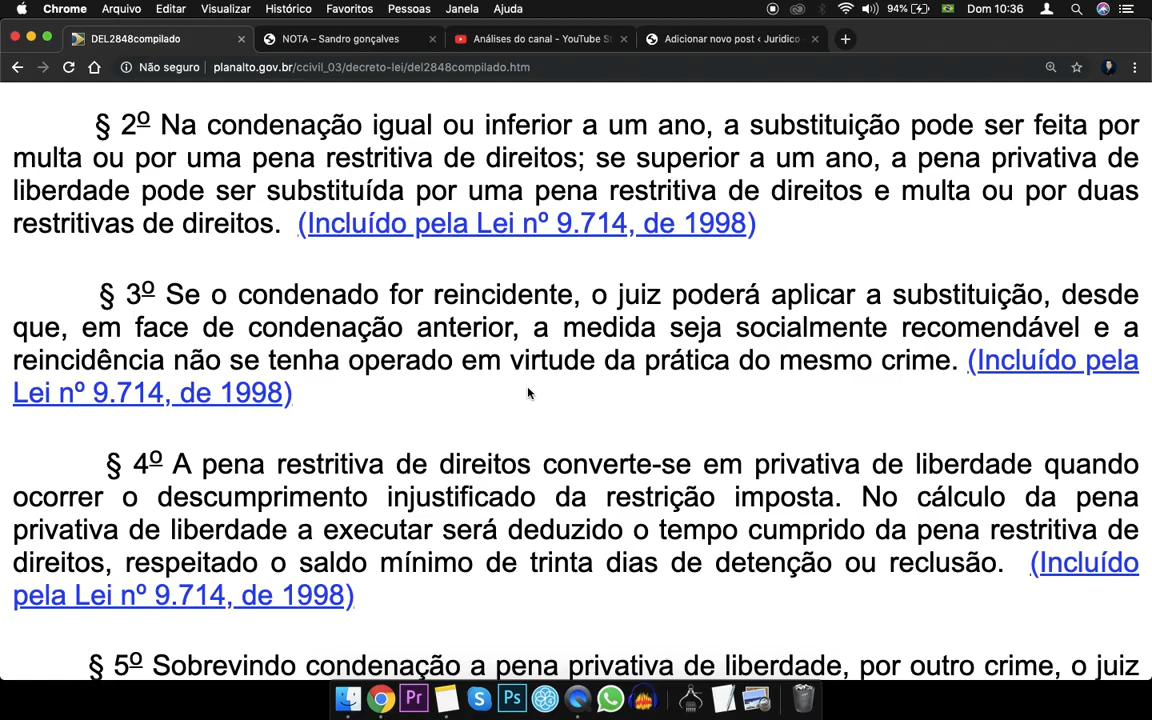 Chrome Arquivo Editar Visualizar Histórico Favoritos Pessoas Janela Ajuda 94% Dom 10:36
DEL2848compilado NOTA – Sandro gonçalves Análises do canal - YouTube S Adicionar novo post ‹ Juridico -
Não seguro planalto.gov.br/ccivil_03/decreto-lei/del2848compilado.htm
§ 2º Na condenação igual ou inferior a um ano, a substituição pode ser feita por
multa ou por uma pena restritiva de direitos; se superior a um ano, a pena privativa de
liberdade pode ser substituída por uma pena restritiva de direitos e multa ou por duas
restritivas de direitos. (Incluído pela Lei nº 9.714, de 1998)
§ 3º Se o condenado for reincidente, o juiz poderá aplicar a substituição, desde
que, em face de condenação anterior, a medida seja socialmente recomendável e a
reincidência não se tenha operado em virtude da prática do mesmo crime. (Incluído pela
Lei nº 9.714, de 1998)
§ 4º A pena restritiva de direitos converte-se em privativa de liberdade quando
ocorrer o descumprimento injustificado da restrição imposta. No cálculo da pena
privativa de liberdade a executar será deduzido o tempo cumprido da pena restritiva de
direitos, respeitado o saldo mínimo de trinta dias de detenção ou reclusão. (Incluído
pela Lei nº 9.714, de 1998)
§ 5º Sobrevindo condenação a pena privativa de liberdade, por outro crime, o juiz
Pr S Ps